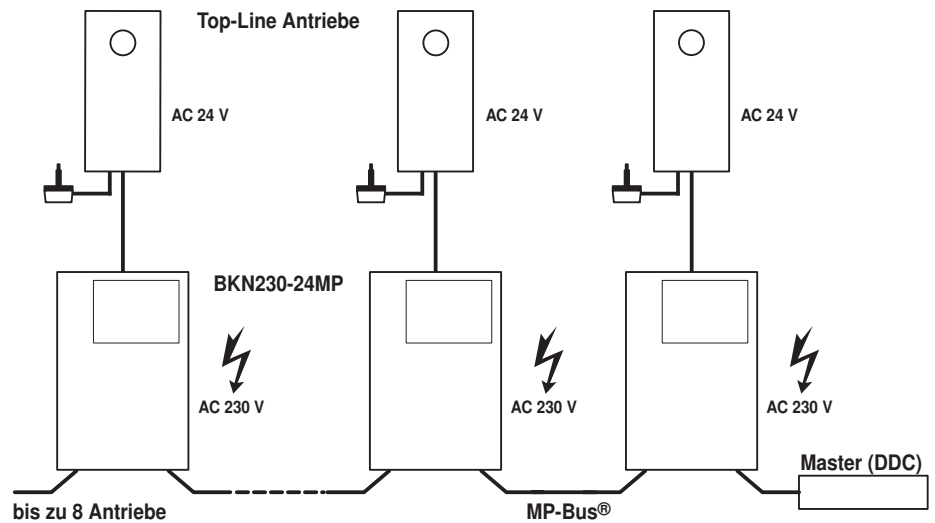 Top-Line Antriebe
AC 24 V
AC 24 V
AC 24 V
BKN230-24MP
AC 230 V
AC 230 V
AC 230 V
Master (DDC)
bis zu 8 Antriebe
MP-Bus®